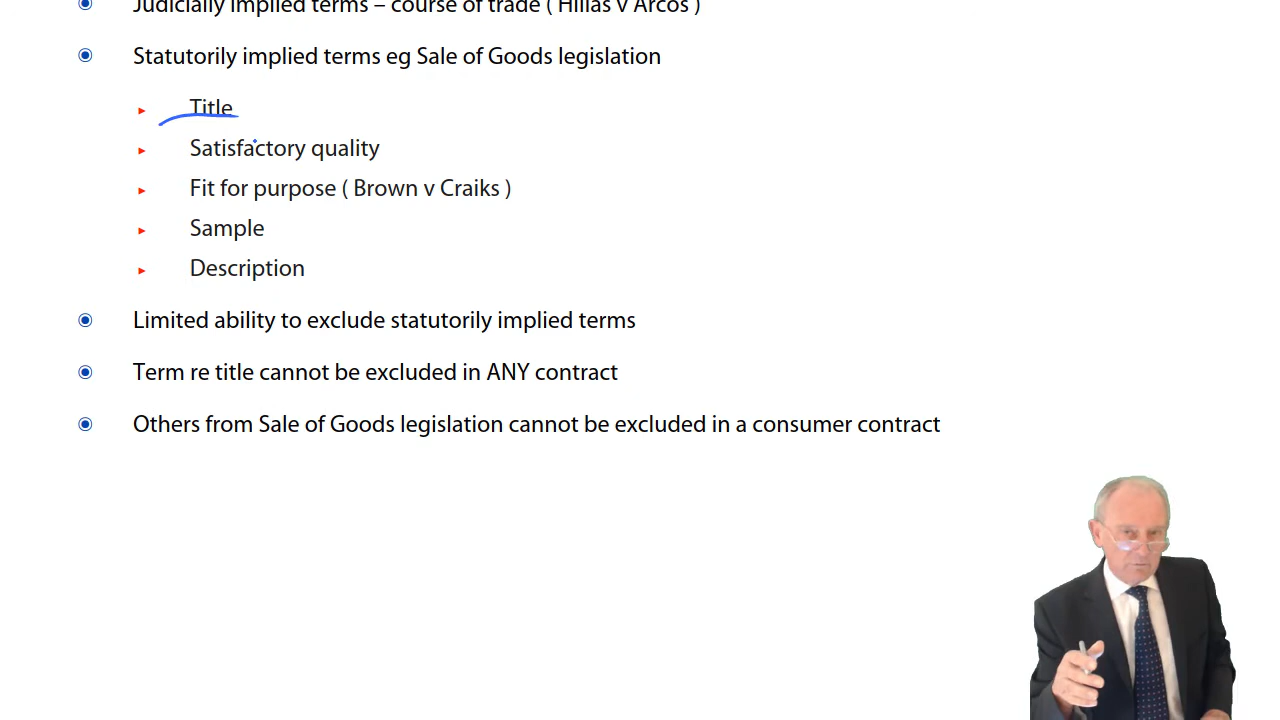 Judicially implied terms – course of trade ( Hillas v Arcos )
Statutorily implied terms eg Sale of Goods legislation
Title
Satisfactory quality
Fit for purpose ( Brown v Craiks )
Sample
Description
Limited ability to exclude statutorily implied terms
Term re title cannot be excluded in ANY contract
Others from Sale of Goods legislation cannot be excluded in a consumer contract